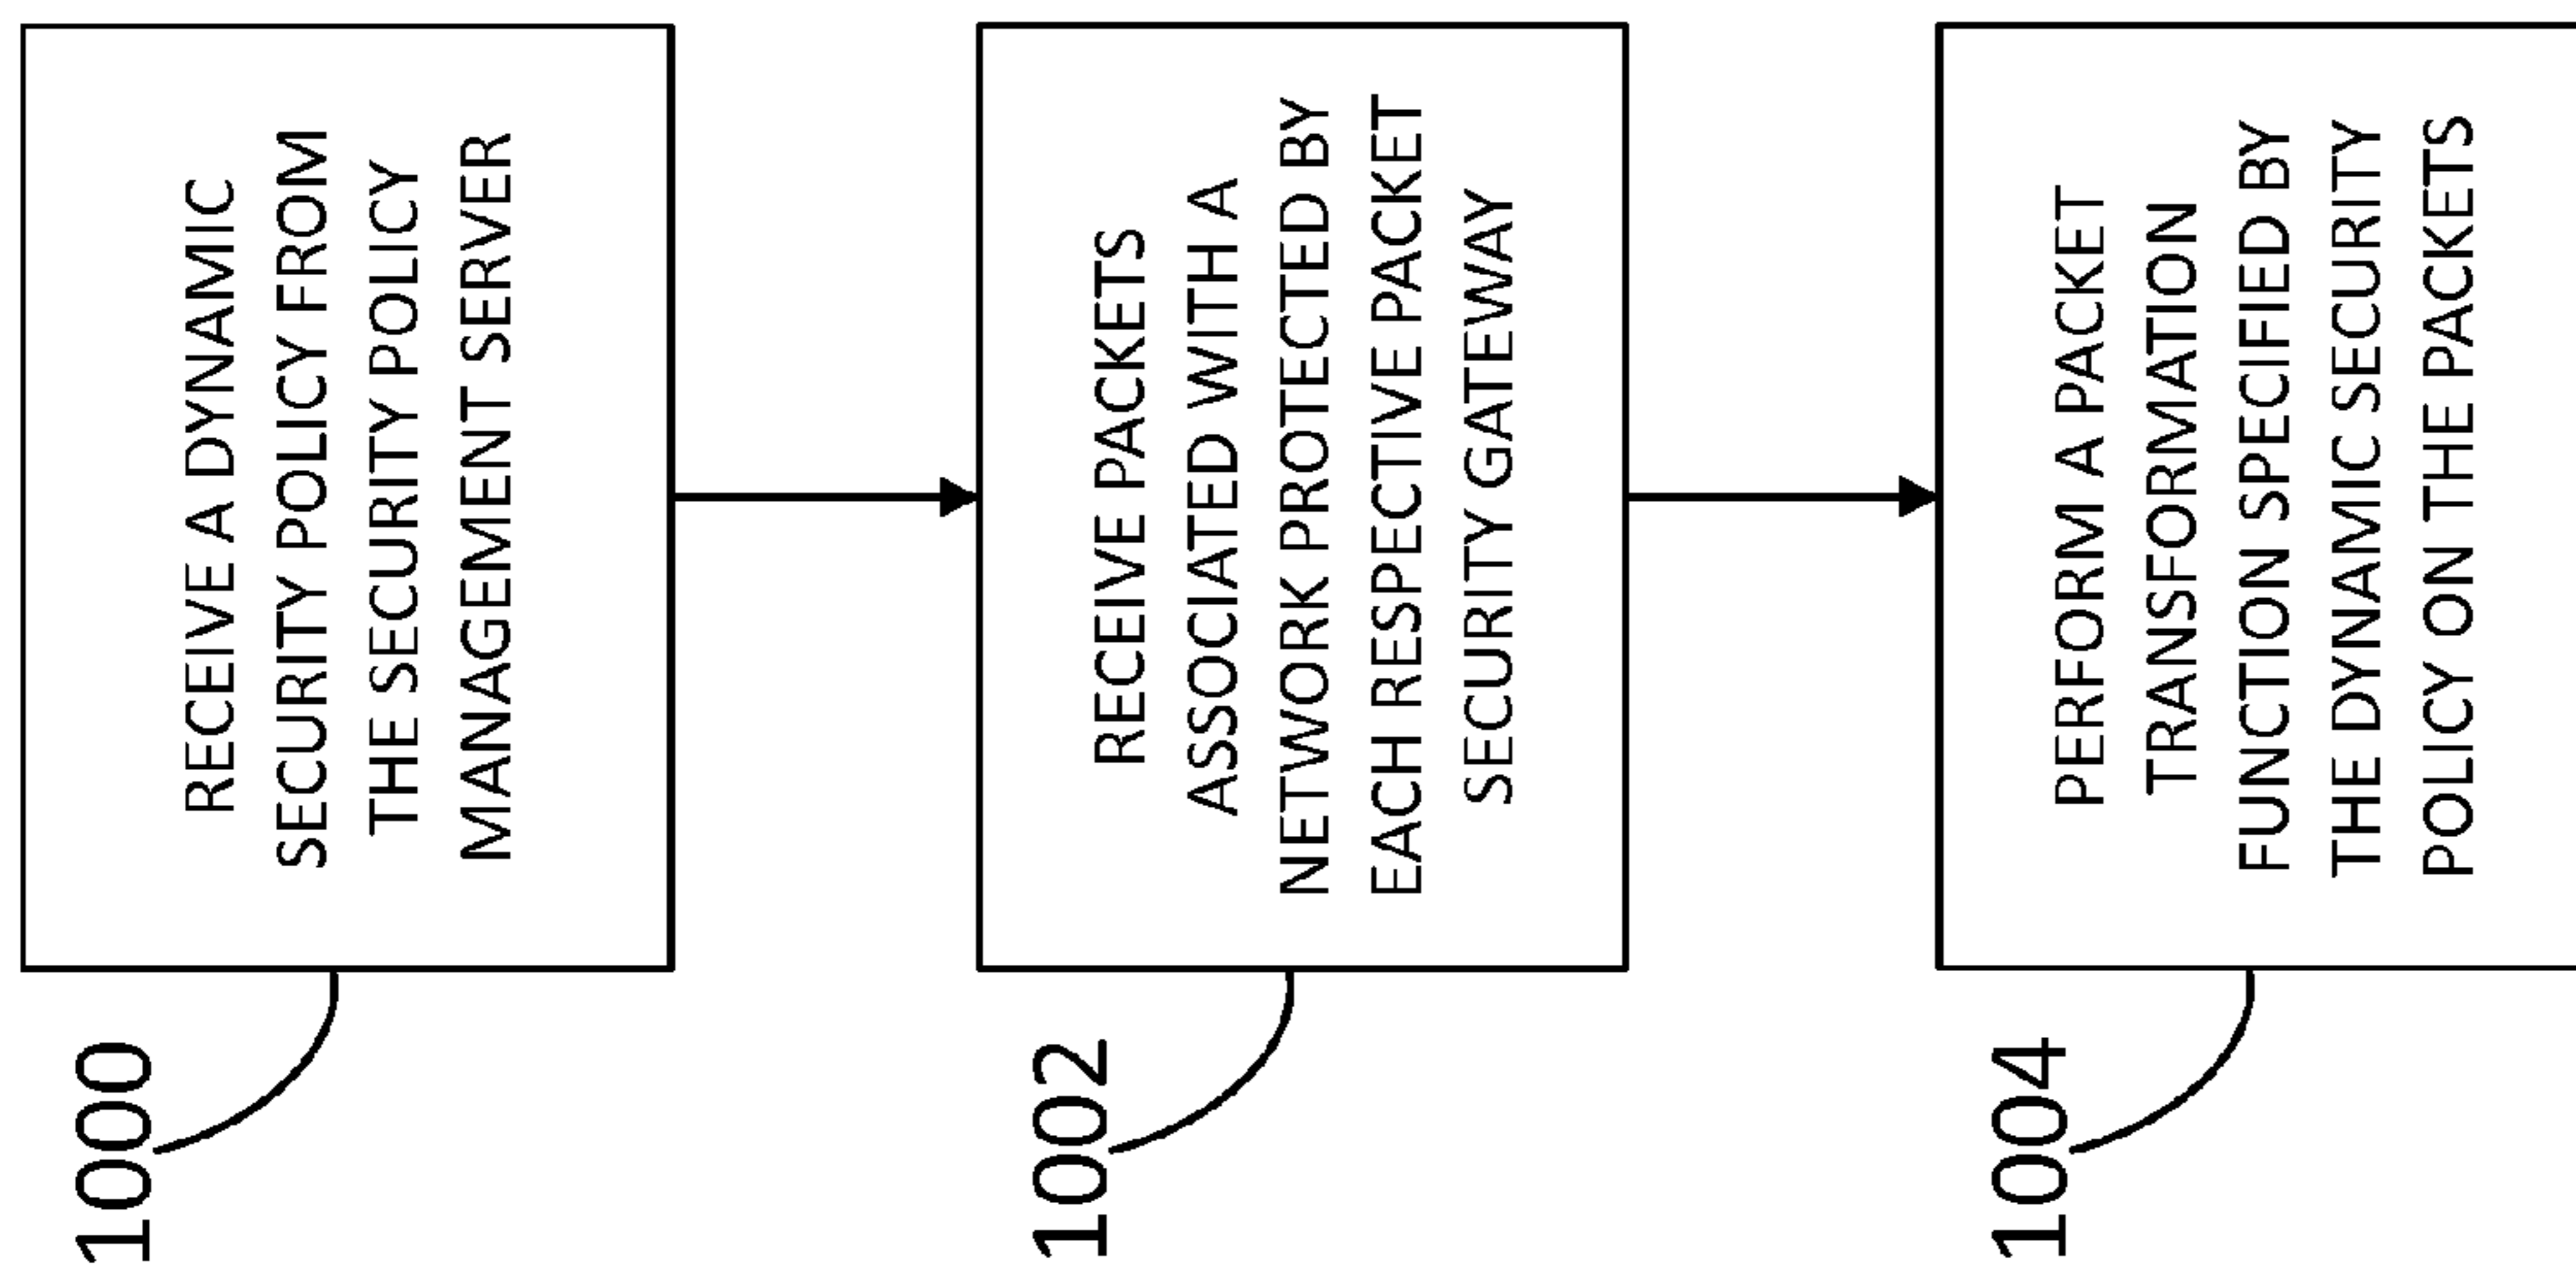 1000
RECEIVE A DYNAMIC
SECURITY POLICY FROM
THE SECURITY POLICY
MANAGEMENT SERVER
1002
RECEIVE PACKETS
ASSOCIATED WITH A
NETWORK PROTECTED BY
EACH RESPECTIVE PACKET
SECURITY GATEWAY
1004
PERFORM A PACKET
TRANSFORMATION
FUNCTION SPECIFIED BY
THE DYNAMIC SECURITY
POLICY ON THE PACKETS